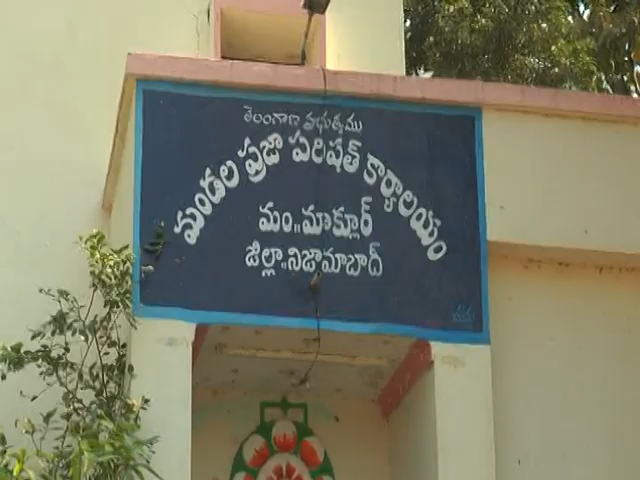 తెలంగాణ ప్రభుత్వము
మండల ప్రజా పరిషత్ కార్యాలయం
మం॥మాక్లూర్
జిల్లా॥నిజామాబాద్